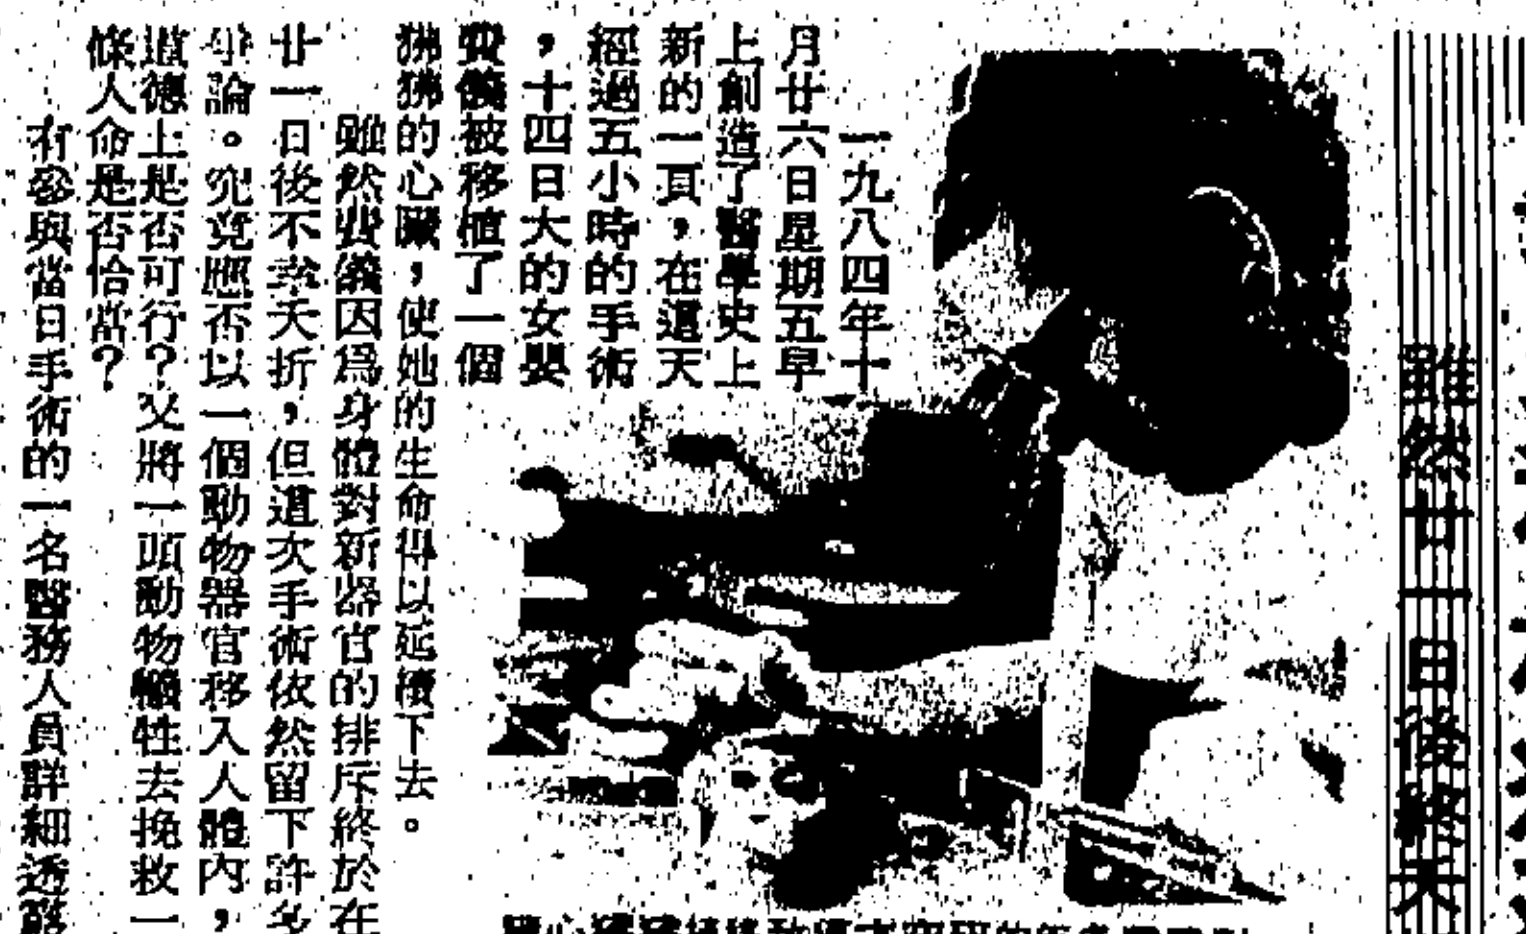 雖然廿一日後終夭
一九八四年十
月廿六日星期五早
上創造了醫學史上
新的一頁，在這天
經過五小時的手術
，十四日大的女嬰
費儀被移植了一個
狒狒的心臟，使她的生命得以延續下去。
雖然費儀因爲身體對新器官的排斥終於在
廿一日後不幸夭折，但這次手術依然留下許多
爭論。究竟應否以一個動物器官移入人體內，
道德上是否可行？又將一頭動物犧牲去挽救一
條人命是否恰當？
有參與當日手術的一名醫務人員詳細透露